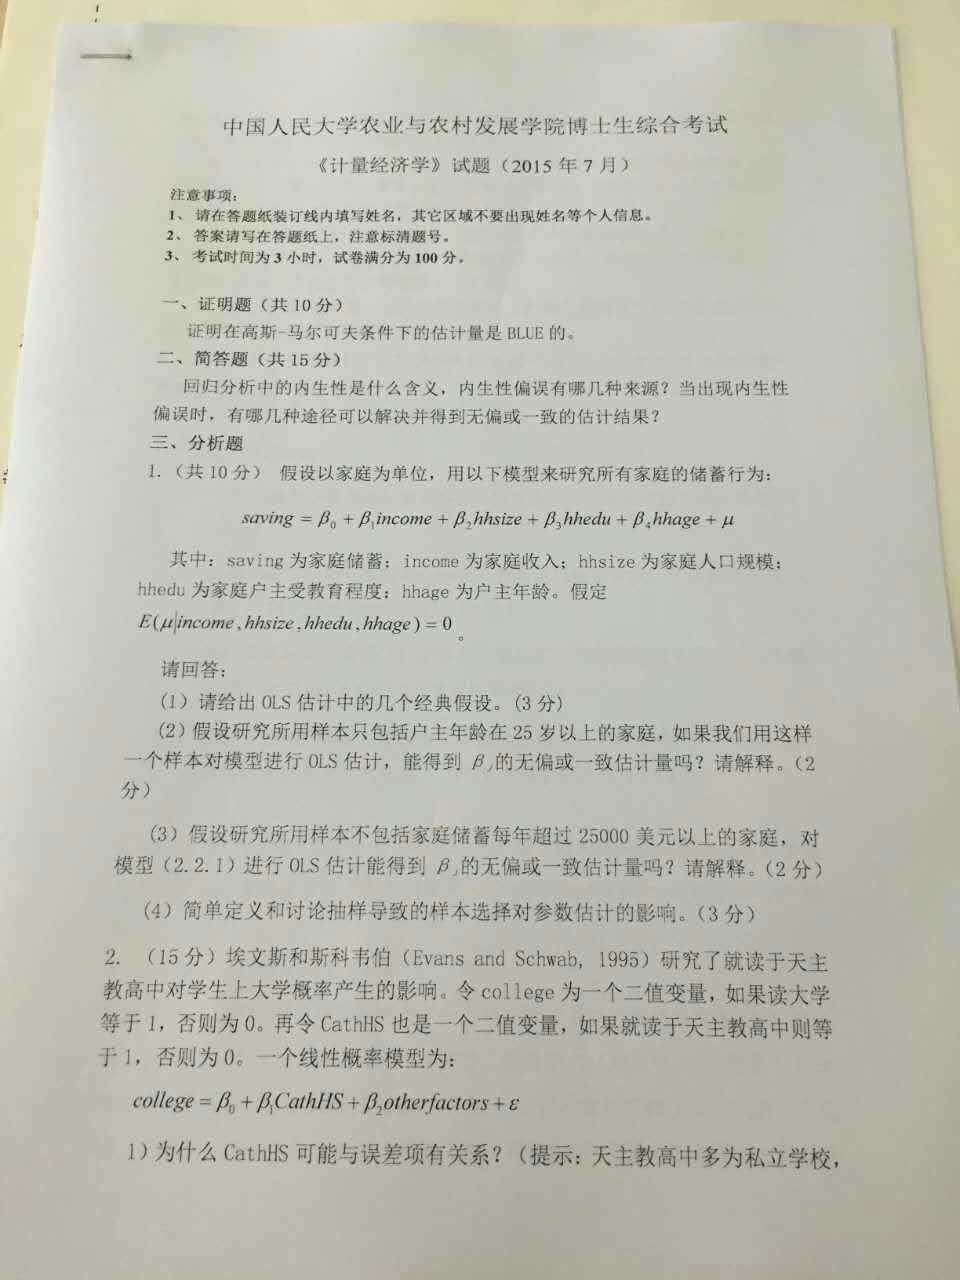 中国人民大学农业与农村发展学院博士生综合考试
《计量经济学》试题（2015 年 7 月）
注意事项：
1、 请在答题纸装订线内填写姓名，其它区域不要出现姓名等个人信息。
2、 答案请写在答题纸上，注意标清题号。
3、 考试时间为 3 小时，试卷满分为 100 分。
一、证明题（共 10 分）
证明在高斯-马尔可夫条件下的估计量是 BLUE 的。
二、简答题（共 15 分）
回归分析中的内生性是什么含义，内生性偏误有哪几种来源？当出现内生性
偏误时，有哪几种途径可以解决并得到无偏或一致的估计结果？
三、分析题
1.（共 10 分） 假设以家庭为单位，用以下模型来研究所有家庭的储蓄行为：
saving = β₀ + β₁income + β₂hhsize + β₃hhedu + β₄hhage + μ
其中：saving 为家庭储蓄；income 为家庭收入；hhsize 为家庭人口规模；
hhedu 为家庭户主受教育程度；hhage 为户主年龄。假定
E(μ|income, hhsize, hhedu, hhage) = 0 。
请回答：
(1）请给出 OLS 估计中的几个经典假设。(3 分)
(2）假设研究所用样本只包括户主年龄在 25 岁以上的家庭，如果我们用这样
一个样本对模型进行 OLS 估计，能得到 βⱼ的无偏或一致估计量吗？请解释。（2
分）
(3）假设研究所用样本不包括家庭储蓄每年超过 25000 美元以上的家庭，对
模型（2.2.1）进行 OLS 估计能得到 βⱼ的无偏或一致估计量吗？请解释。（2 分）
(4）简单定义和讨论抽样导致的样本选择对参数估计的影响。（3 分）
2. （15 分）埃文斯和斯科韦伯（Evans and Schwab, 1995）研究了就读于天主
教高中对学生上大学概率产生的影响。令 college 为一个二值变量，如果读大学
等于 1，否则为 0。再令 CathHS 也是一个二值变量，如果就读于天主教高中则等
于 1，否则为 0。一个线性概率模型为：
college = β₀ + β₁CathHS + β₂otherfactors + ε
1）为什么 CathHS 可能与误差项有关系？（提示：天主教高中多为私立学校，